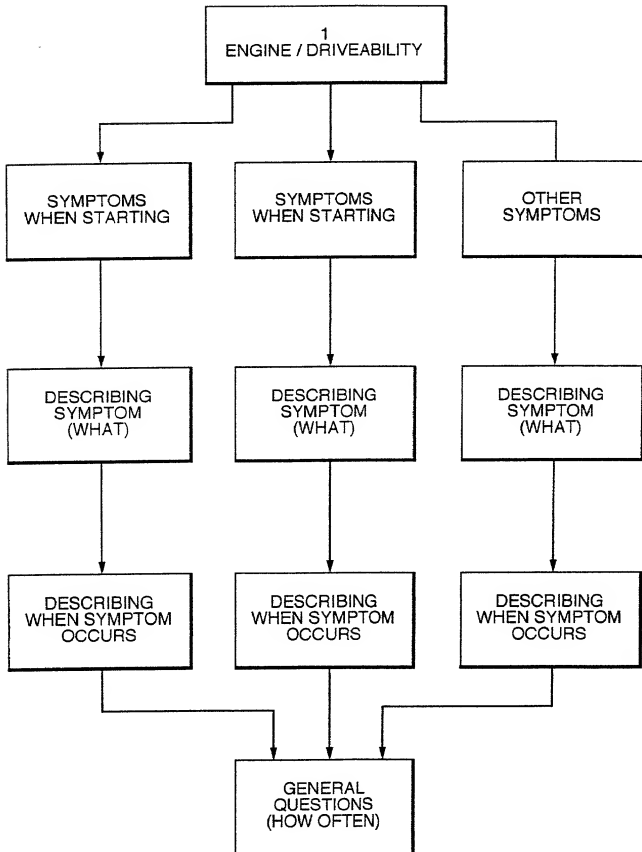 1
ENGINE / DRIVEABILITY
SYMPTOMS
WHEN STARTING
SYMPTOMS
WHEN STARTING
OTHER
SYMPTOMS
DESCRIBING
SYMPTOM
(WHAT)
DESCRIBING
SYMPTOM
(WHAT)
DESCRIBING
SYMPTOM
(WHAT)
DESCRIBING
WHEN SYMPTOM
OCCURS
DESCRIBING
WHEN SYMPTOM
OCCURS
DESCRIBING
WHEN SYMPTOM
OCCURS
GENERAL
QUESTIONS
(HOW OFTEN)